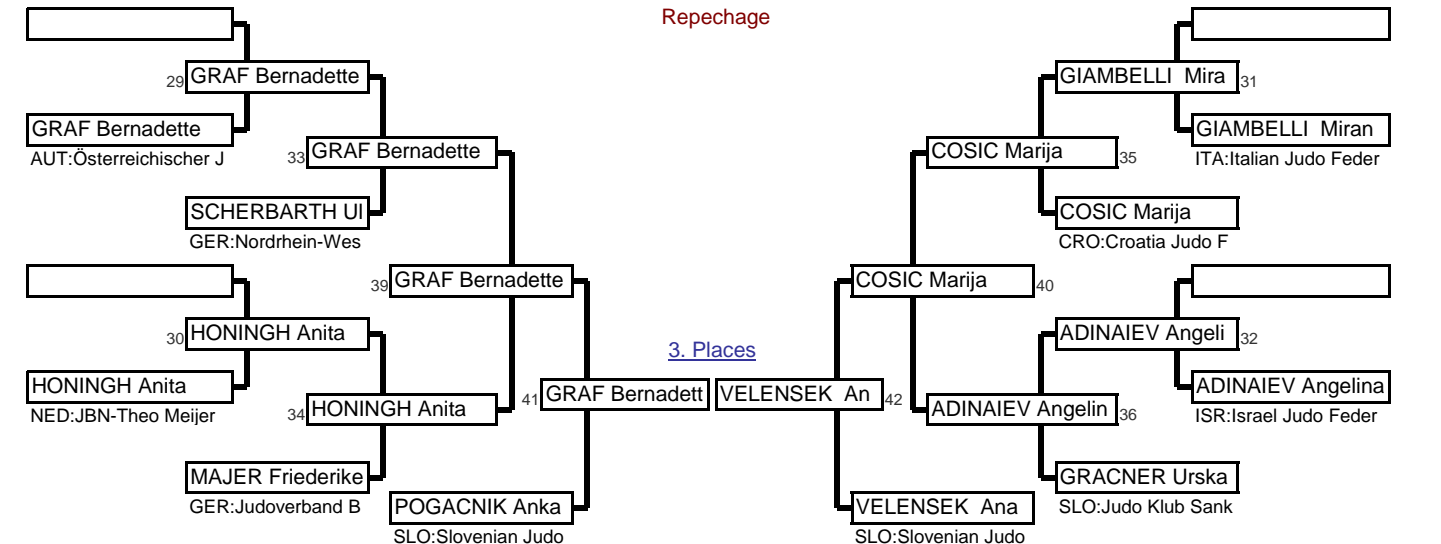 Repechage
29 GRAF Bernadette
GIAMBELLI  Mira 31
GRAF Bernadette
AUT:Österreichischer J
GIAMBELLI  Miran
ITA:Italian Judo Feder
33 GRAF Bernadette
COSIC Marija 35
SCHERBARTH Ul
GER:Nordrhein-Wes
COSIC Marija
CRO:Croatia Judo F
39 GRAF Bernadette
COSIC Marija 40
30 HONINGH Anita
ADINAIEV Angeli 32
3. Places
HONINGH Anita
NED:JBN-Theo Meijer
41 GRAF Bernadett
VELENSEK  An 42
ADINAIEV Angelina
ISR:Israel Judo Feder
34 HONINGH Anita
ADINAIEV Angelin 36
MAJER Friederike
GER:Judoverband B
GRACNER Urska
SLO:Judo Klub Sank
POGACNIK Anka
SLO:Slovenian Judo
VELENSEK  Ana
SLO:Slovenian Judo